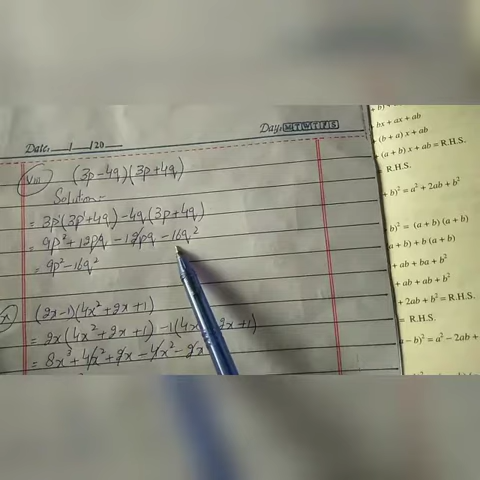 Day: M T W T F S
Date: / /20
viii (3p-4q)(3p+4q)
Solution:-
= 3p(3p+4q) -4q(3p+4q)
= 9p² + 12pq -12pq -16q²
= 9p² -16q²
x (2x-1)(4x²+2x+1)
= 2x(4x²+2x+1) -1(4x 2x+1)
= 8x³ + 4x² + 2x - 4x² - 2x
bx + ax + ab
(b + a) x + ab
(a + b) x + ab = R.H.S.
= R.H.S.
+ b)² = a² + 2ab + b²
+ b)² = (a + b) (a + b)
a + b) + b (a + b)
+ ab + ba + b²
+ ab + ab + b²
+ 2ab + b² = R.H.S.
= R.H.S.
a – b)² = a² – 2ab +